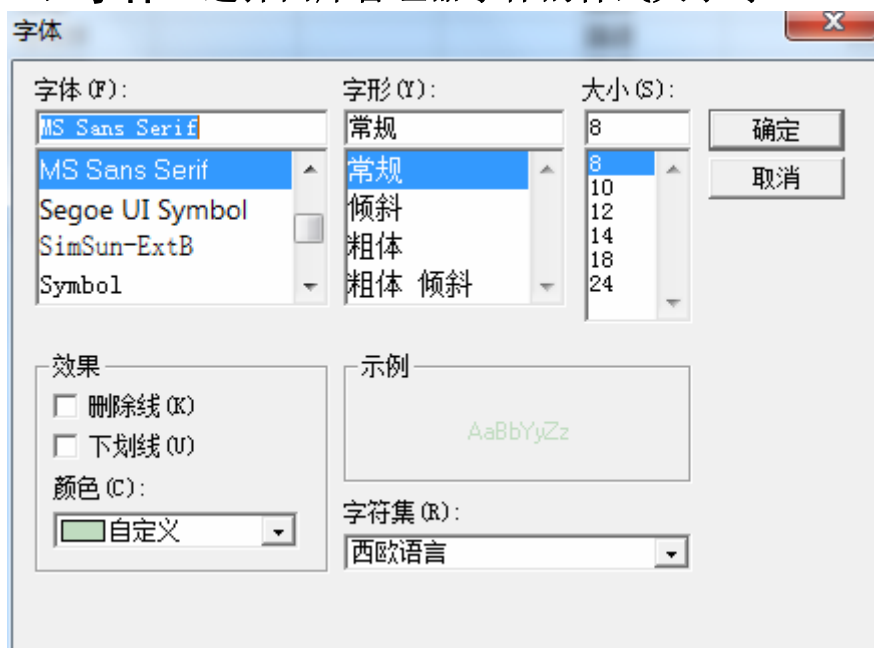 字体
字体(F):
字形(Y):
大小(S):
MS Sans Serif
常规
8
确定
MS Sans Serif
Segoe UI Symbol
SimSun-ExtB
Symbol
常规
倾斜
粗体
粗体 倾斜
8
10
12
14
18
24
取消
效果
删除线(K)
下划线(U)
颜色(C):
自定义
示例
AaBbYyZz
字符集(R):
西欧语言